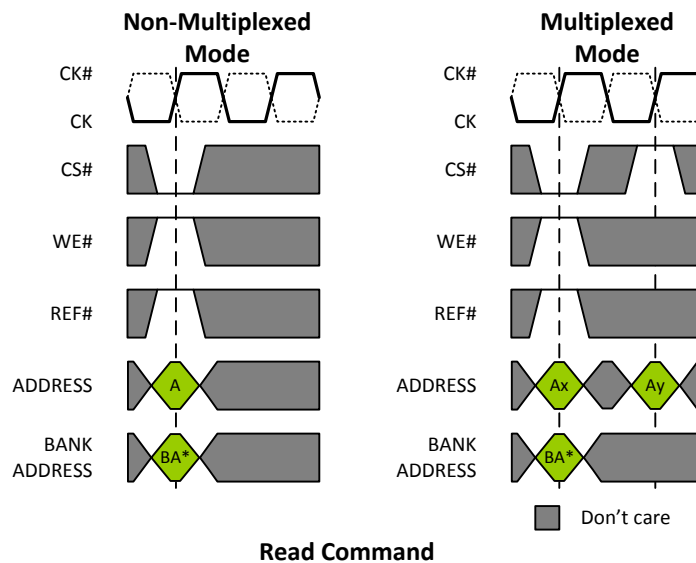 Non-Multiplexed
Mode
CK#
CK
CS#
WE#
REF#
ADDRESS
A
BANK
ADDRESS
BA*
Multiplexed
Mode
CK#
CK
CS#
WE#
REF#
ADDRESS
Ax
Ay
BANK
ADDRESS
BA*
Don't care
Read Command